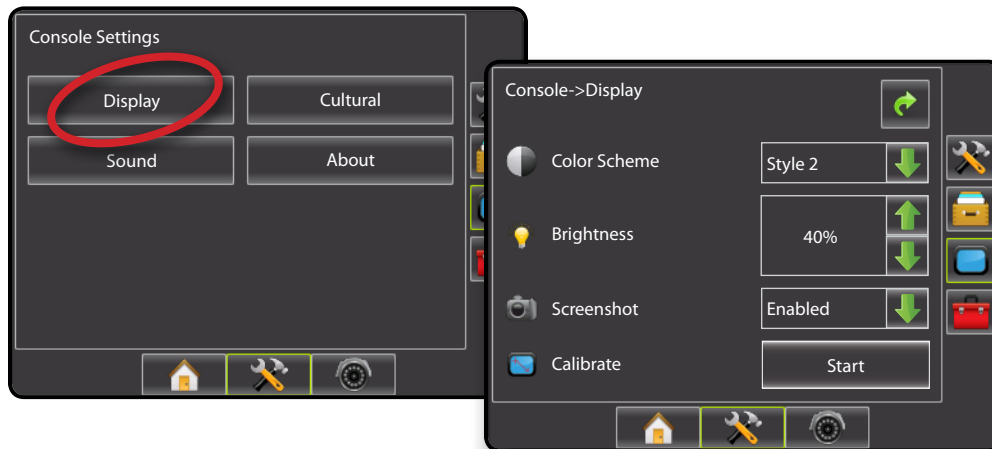 Console Settings
Display
Cultural
Sound
About
Console->Display
Color Scheme
Style 2
Brightness
40%
Screenshot
Enabled
Calibrate
Start